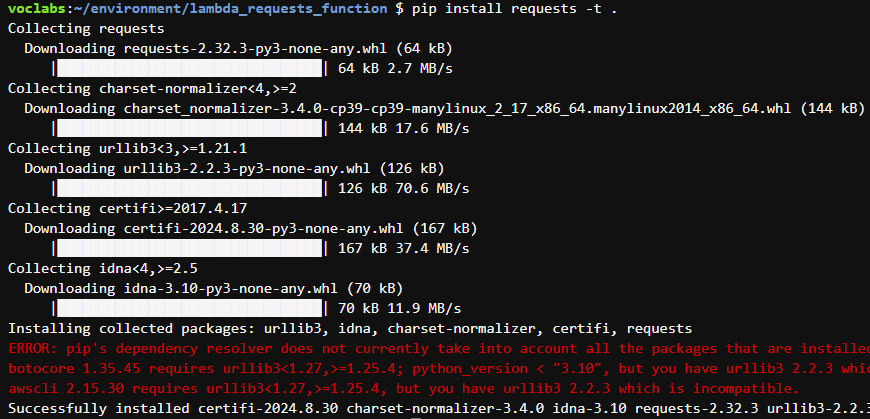 voclabs:~/environment/lambda_requests_function $ pip install requests -t .
Collecting requests
  Downloading requests-2.32.3-py3-none-any.whl (64 kB)
     |████████████████████████████████| 64 kB 2.7 MB/s
Collecting charset-normalizer<4,>=2
  Downloading charset_normalizer-3.4.0-cp39-cp39-manylinux_2_17_x86_64.manylinux2014_x86_64.whl (144 kB)
     |████████████████████████████████| 144 kB 17.6 MB/s
Collecting urllib3<3,>=1.21.1
  Downloading urllib3-2.2.3-py3-none-any.whl (126 kB)
     |████████████████████████████████| 126 kB 70.6 MB/s
Collecting certifi>=2017.4.17
  Downloading certifi-2024.8.30-py3-none-any.whl (167 kB)
     |████████████████████████████████| 167 kB 37.4 MB/s
Collecting idna<4,>=2.5
  Downloading idna-3.10-py3-none-any.whl (70 kB)
     |████████████████████████████████| 70 kB 11.9 MB/s
Installing collected packages: urllib3, idna, charset-normalizer, certifi, requests
ERROR: pip's dependency resolver does not currently take into account all the packages that are installed
botocore 1.35.45 requires urllib3<1.27,>=1.25.4; python_version < "3.10", but you have urllib3 2.2.3 whic
awscli 2.15.30 requires urllib3<1.27,>=1.25.4, but you have urllib3 2.2.3 which is incompatible.
Successfully installed certifi-2024.8.30 charset-normalizer-3.4.0 idna-3.10 requests-2.32.3 urllib3-2.2.3